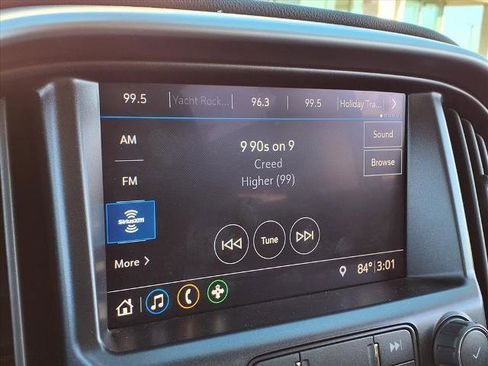 99.5 Yacht Rock... 96.3 99.5 Holiday Tra...
AM
9 90s on 9
Sound
Creed
Browse
FM
Higher (99)
SiriusXM
Tune
More
84° 3:01